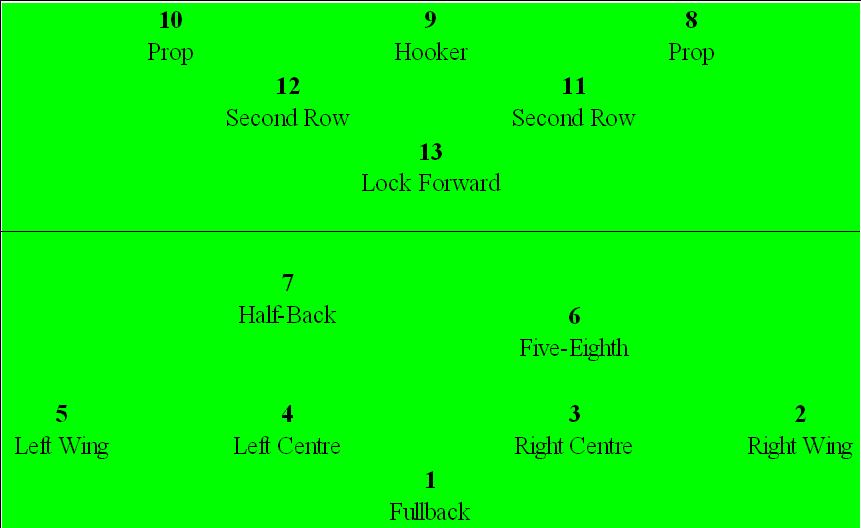 10 9 8
Prop Hooker Prop
12 11
Second Row Second Row
13
Lock Forward
7
Half-Back 6
Five-Eighth
5 4 3 2
Left Wing Left Centre Right Centre Right Wing
1
Fullback